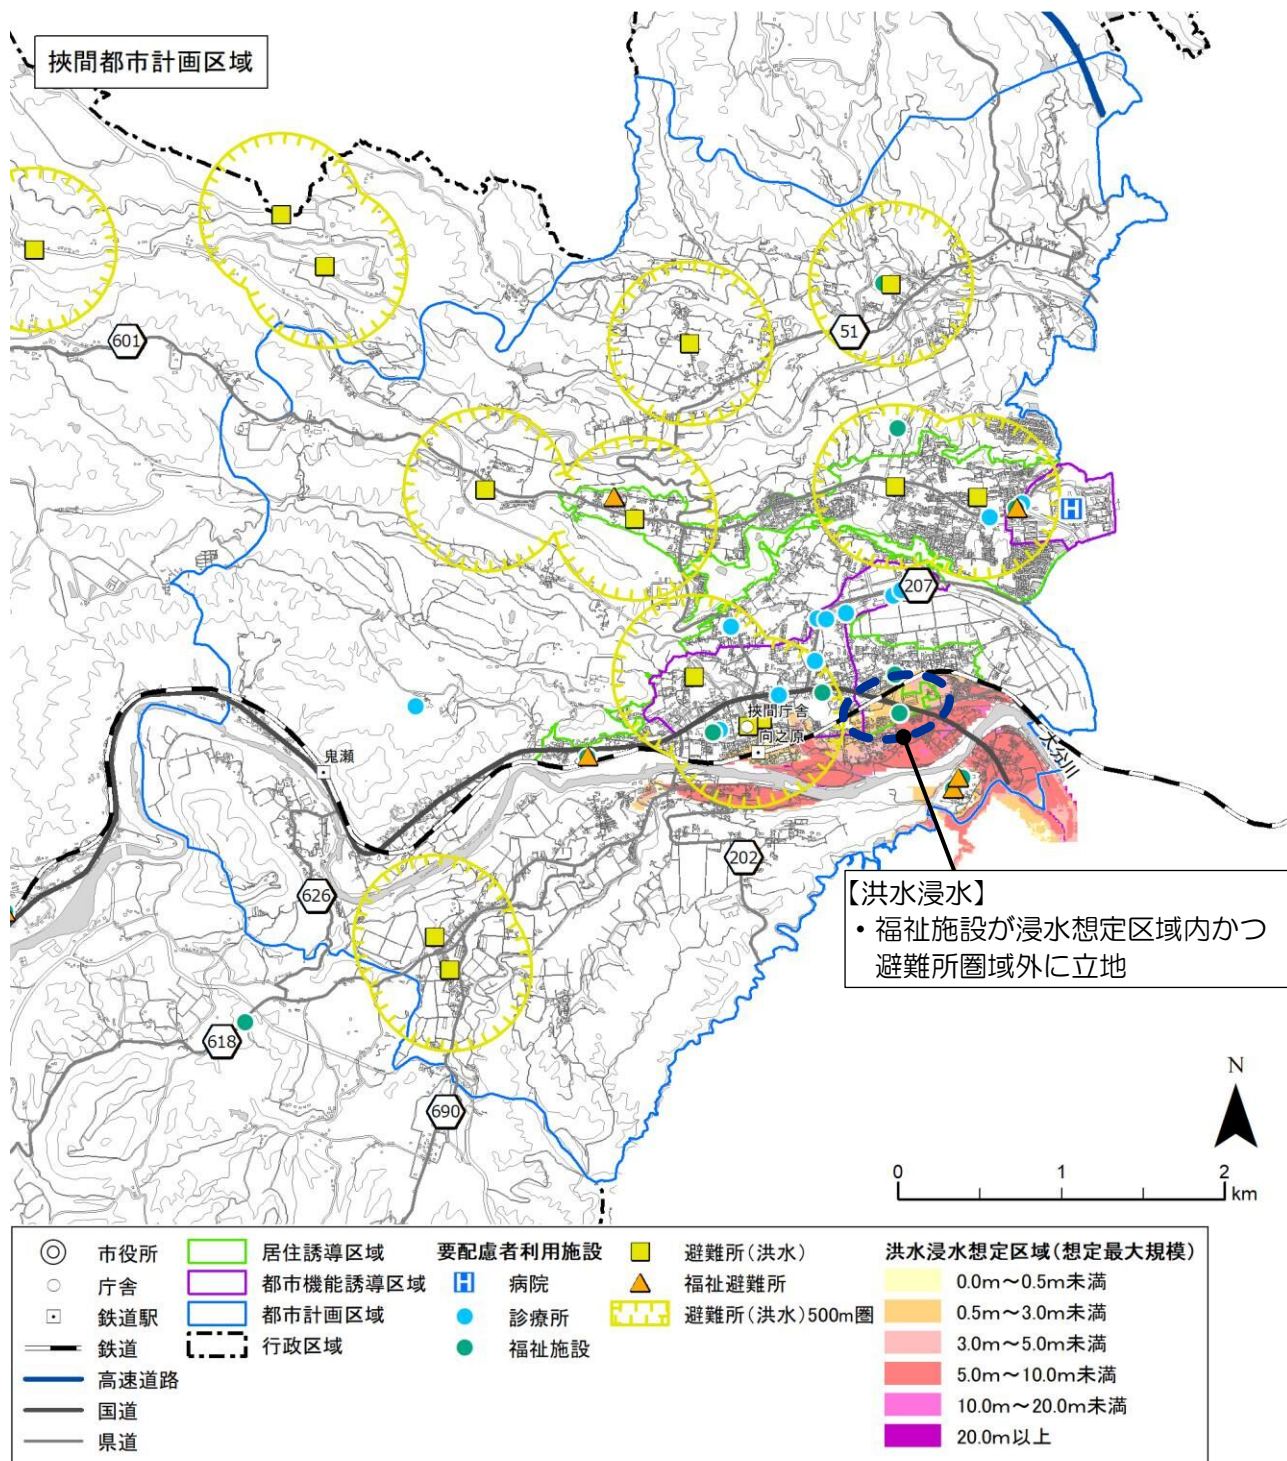 挾間都市計画区域
601
51
207
挾間庁舎
向之原
鬼瀬
大分川
202
626
618
690
【洪水浸水】
・福祉施設が浸水想定区域内かつ
避難所圏域外に立地
N
0 1 2
km
市役所
庁舎
鉄道駅
鉄道
高速道路
国道
県道
居住誘導区域
都市機能誘導区域
都市計画区域
行政区域
要配慮者利用施設
H 病院
診療所
福祉施設
避難所(洪水)
福祉避難所
避難所(洪水)500m圏
洪水浸水想定区域(想定最大規模)
0.0m～0.5m未満
0.5m～3.0m未満
3.0m～5.0m未満
5.0m～10.0m未満
10.0m～20.0m未満
20.0m以上
H